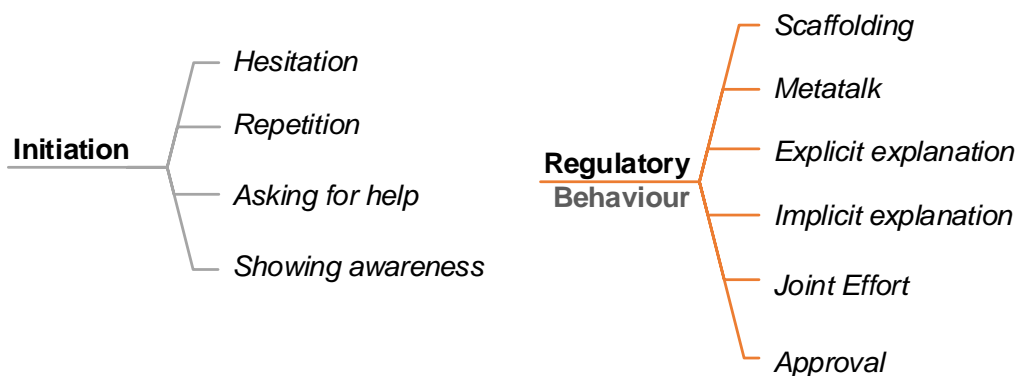 Initiation
Hesitation
Repetition
Asking for help
Showing awareness
Regulatory
Behaviour
Scaffolding
Metatalk
Explicit explanation
Implicit explanation
Joint Effort
Approval